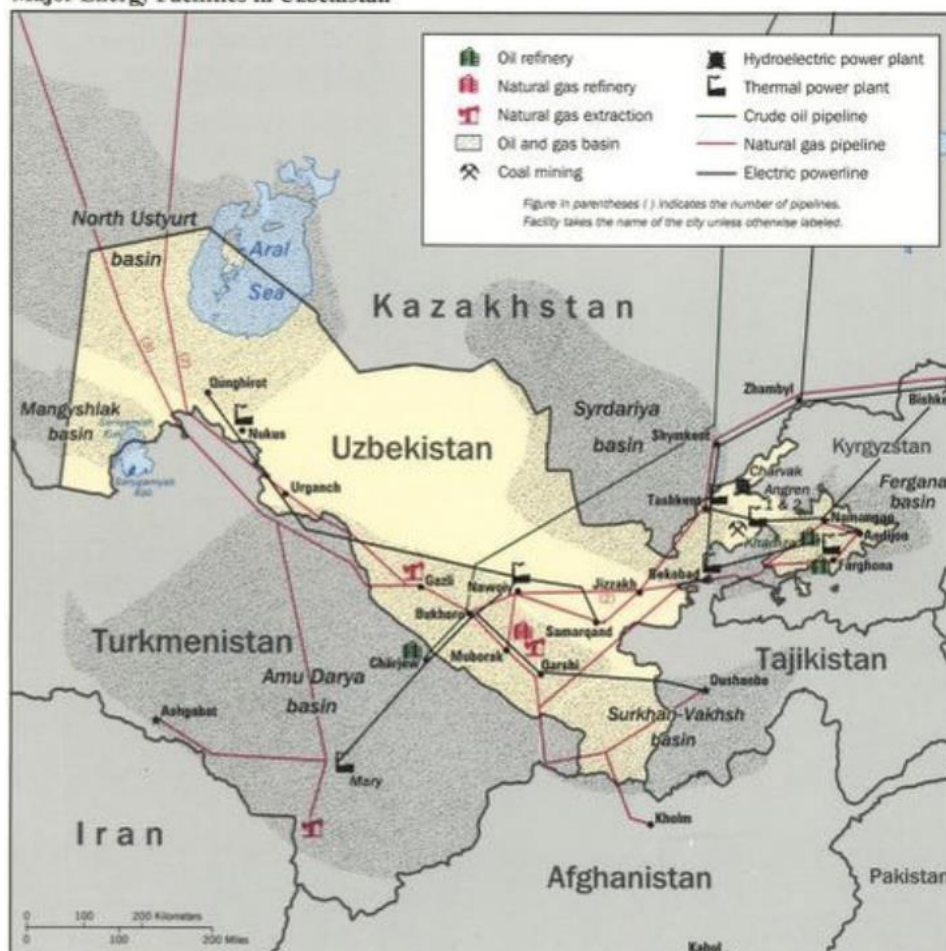 Major Energy Facilities in Uzbekistan
Oil refinery
Natural gas refinery
Natural gas extraction
Oil and gas basin
Coal mining
Hydroelectric power plant
Thermal power plant
Crude oil pipeline
Natural gas pipeline
Electric powerline
Figure in parentheses ( ) indicates the number of pipelines.
Facility takes the name of the city unless otherwise labeled.
North Ustyurt
basin
Aral
Sea
Kazakhstan
(3)
(2)
Qunghirot
Nukus
Mangyshlak
basin
Uzbekistan
Urganch
Syrdariya
basin
Zhambyl
Bishke
Shymkent
Kyrgyzstan
Charvak
Angren
1 & 2
Fergana
basin
Tashkent
Namangan
Andijon
Farghona
Bekobad
Gazli
Nawoiy
Jizzakh
(2)
Bukhoro
Samarqand
Muborak
Qarshi
Chärjew
Turkmenistan
Tajikistan
Amu Darya
basin
Dushanbe
Surkhan-Vakhsh
basin
Ashgabat
Mary
Kholm
Iran
Afghanistan
Pakistan
0 100 200 Kilometers
0 100 200 Miles
Kabul